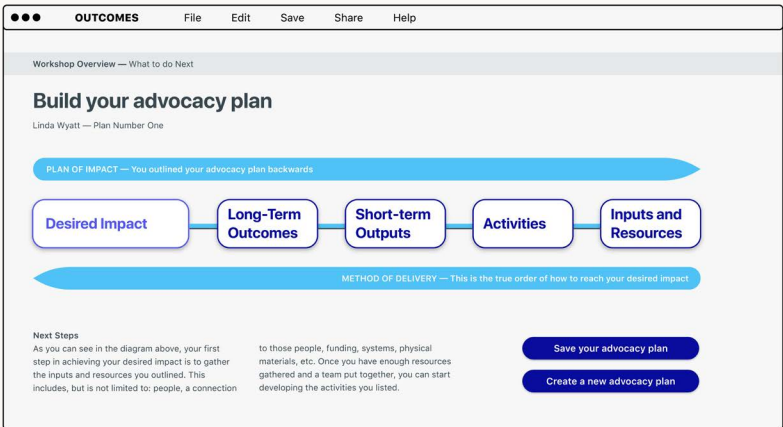 OUTCOMES File Edit Save Share Help
Workshop Overview — What to do Next
Build your advocacy plan
Linda Wyatt — Plan Number One
PLAN OF IMPACT — You outlined your advocacy plan backwards
Desired Impact
Long-Term
Outcomes
Short-term
Outputs
Activities
Inputs and
Resources
METHOD OF DELIVERY — This is the true order of how to reach your desired impact
Next Steps
As you can see in the diagram above, your first
step in achieving your desired impact is to gather
the inputs and resources you outlined. This
includes, but is not limited to: people, a connection
to those people, funding, systems, physical
materials, etc. Once you have enough resources
gathered and a team put together, you can start
developing the activities you listed.
Save your advocacy plan
Create a new advocacy plan